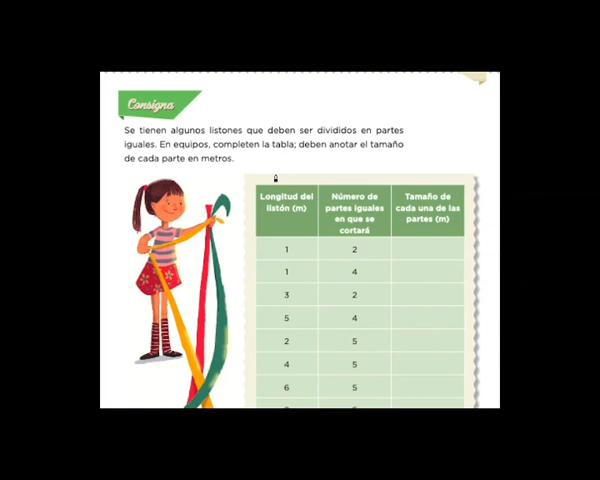 Consigna
Se tienen algunos listones que deben ser divididos en partes
iguales. En equipos, completen la tabla; deben anotar el tamaño
de cada parte en metros.
Longitud del listón (m) Número de partes iguales en que se cortará Tamaño de cada una de las partes (m)
1 2
1 4
3 2
5 4
2 5
4 5
6 5